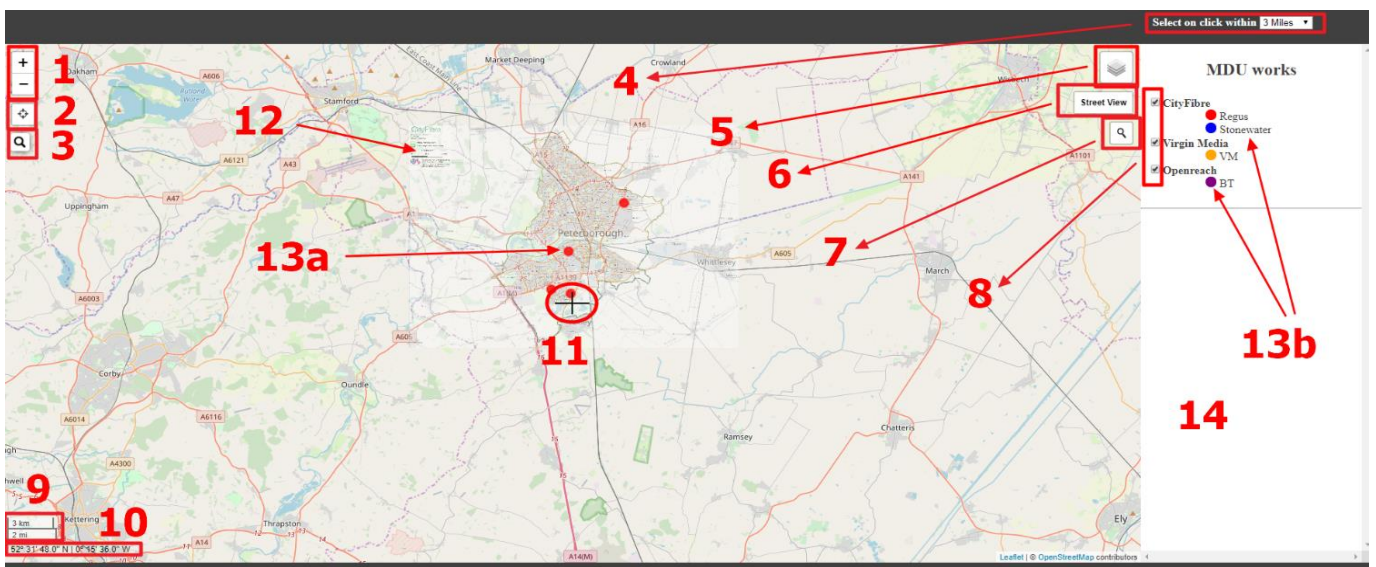 Select on click within 3 Miles
+
1
Oakham
A606
Market Deeping
Crowland
4
MDU works
−
Stamford
Street View
CityFibre
2
12
A16
5
Regus
Stonewater
3
A6121
A43
A15
6
A1101
Virgin Media
VM
A47
A141
Openreach
BT
Uppingham
Peterborough
13a
Whittlesey
A605
7
March
8
A6003
A1139
A1(M)
13b
11
A605
Corby
Oundle
14
A6014
A6116
Chatteris
Ramsey
A4300
9
3 km
2 mi
Kettering
10
Thrapston
Ely
52° 31' 48.0" N | 0° 15' 36.0" W
A14
A14(M)
Leaflet | © OpenStreetMap contributors